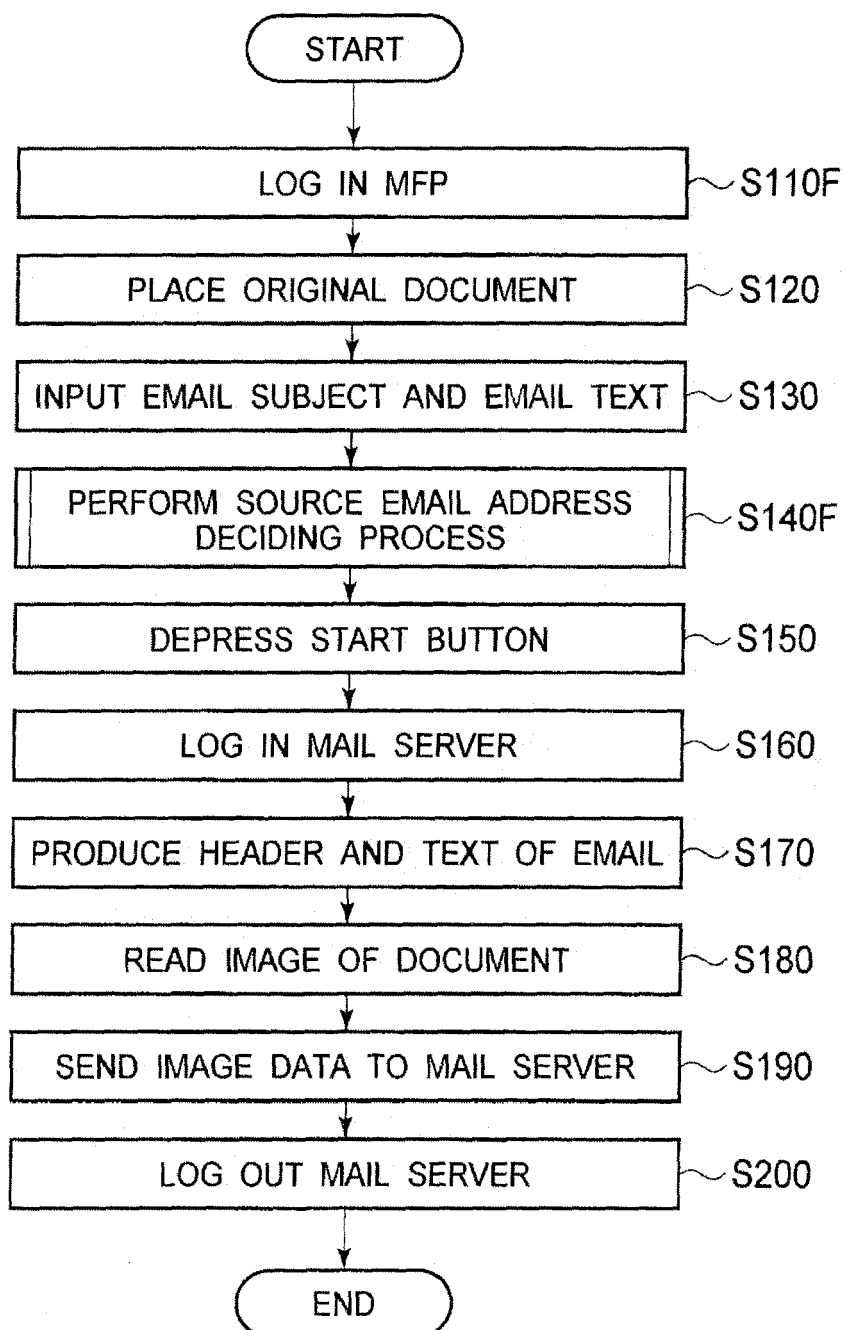 START
LOG IN MFP
S110F
PLACE ORIGINAL DOCUMENT
S120
INPUT EMAIL SUBJECT AND EMAIL TEXT
S130
PERFORM SOURCE EMAIL ADDRESS
DECIDING PROCESS
S140F
DEPRESS START BUTTON
S150
LOG IN MAIL SERVER
S160
PRODUCE HEADER AND TEXT OF EMAIL
S170
READ IMAGE OF DOCUMENT
S180
SEND IMAGE DATA TO MAIL SERVER
S190
LOG OUT MAIL SERVER
S200
END